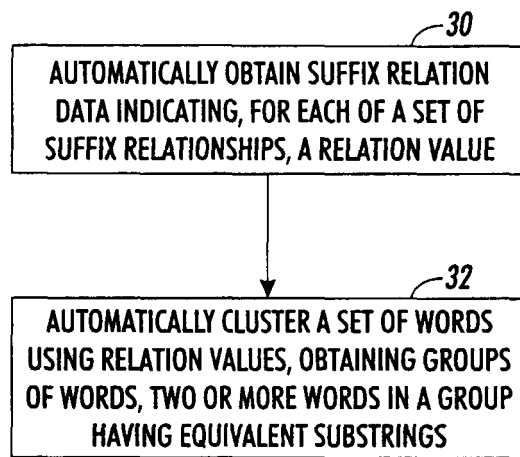 30
AUTOMATICALLY OBTAIN SUFFIX RELATION
DATA INDICATING, FOR EACH OF A SET OF
SUFFIX RELATIONSHIPS, A RELATION VALUE
32
AUTOMATICALLY CLUSTER A SET OF WORDS
USING RELATION VALUES, OBTAINING GROUPS
OF WORDS, TWO OR MORE WORDS IN A GROUP
HAVING EQUIVALENT SUBSTRINGS